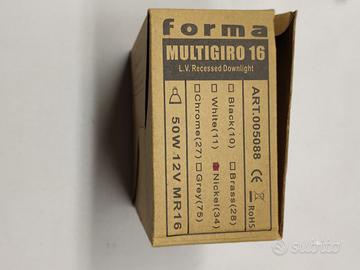 forma
MULTIGIRO 16
L.V. Recessed Downlight
50W 12V MR16
Chrome(27)
White(11)
Black(10)
Grey(75)
Nickel(34)
Brass(28)
ART.005088
CE
RoHS
subito